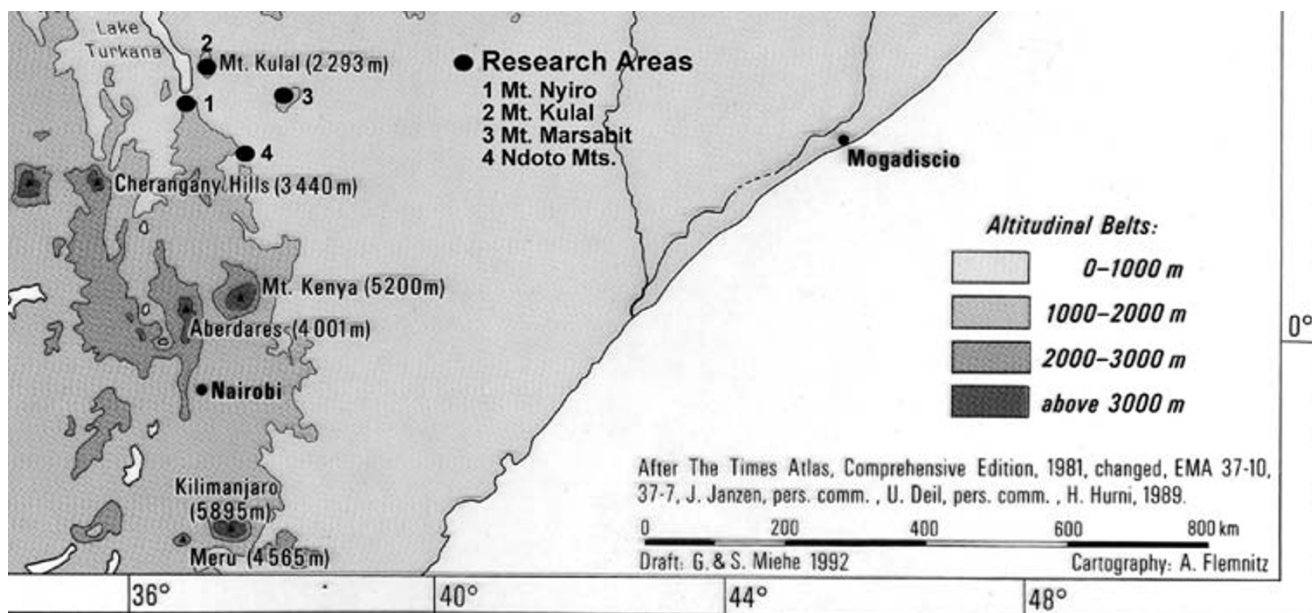 Lake
Turkana
2
Mt. Kulal (2293 m)
1
3
4
Research Areas
1 Mt. Nyiro
2 Mt. Kulal
3 Mt. Marsabit
4 Ndoto Mts.
Mogadiscio
Cherangany Hills (3440 m)
Mt. Kenya (5200m)
Aberdares (4001m)
Nairobi
Kilimanjaro
(5895m)
Meru (4565m)
Altitudinal Belts:
0–1000 m
1000–2000 m
2000–3000 m
above 3000 m
0°
After The Times Atlas, Comprehensive Edition, 1981, changed, EMA 37-10,
37-7, J. Janzen, pers. comm. , U. Deil, pers. comm. , H. Hurni, 1989.
0 200 400 600 800 km
Draft: G. & S. Miehe 1992 Cartography: A. Flemnitz
36° 40° 44° 48°